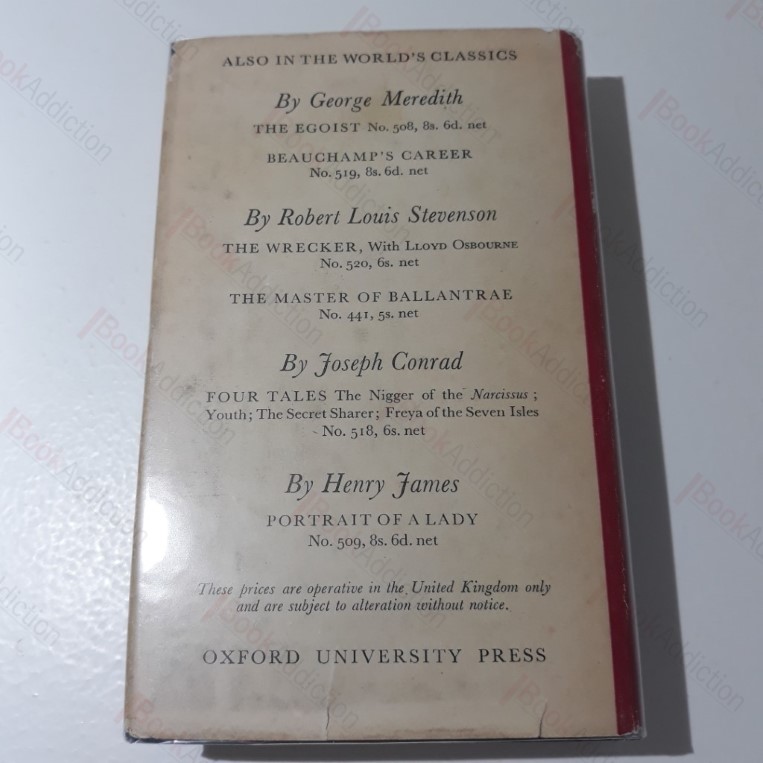 ALSO IN THE WORLD'S CLASSICS
By George Meredith
THE EGOIST No. 508, 8s. 6d. net
BEAUCHAMP'S CAREER
No. 519, 8s. 6d. net
By Robert Louis Stevenson
THE WRECKER, With LLOYD OSBOURNE
No. 520, 6s. net
THE MASTER OF BALLANTRAE
No. 441, 5s. net
By Joseph Conrad
FOUR TALES The Nigger of the Narcissus ;
Youth; The Secret Sharer; Freya of the Seven Isles
No. 518, 6s. net
By Henry James
PORTRAIT OF A LADY
No. 509, 8s. 6d. net
These prices are operative in the United Kingdom only
and are subject to alteration without notice.
OXFORD UNIVERSITY PRESS
BookAddiction